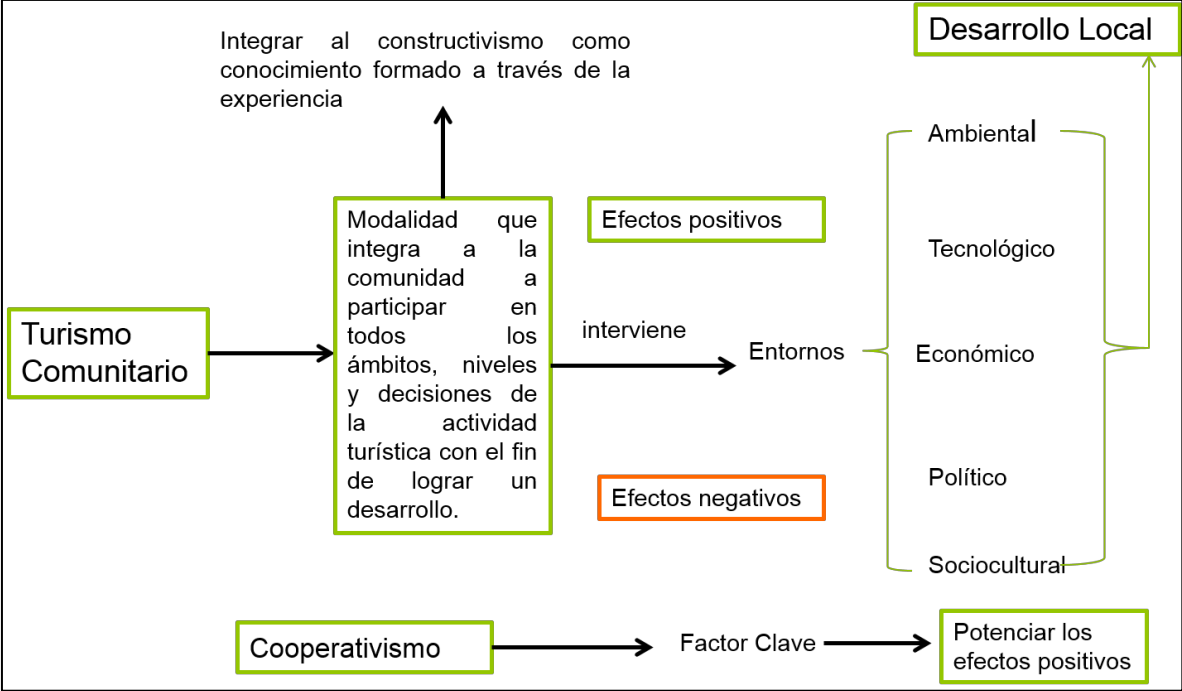 Desarrollo Local
Integrar al constructivismo como
conocimiento formado a través de la
experiencia
Turismo
Comunitario
Modalidad que
integra a la
comunidad a
participar en
todos los
ámbitos, niveles
y decisiones de
la actividad
turística con el fin
de lograr un
desarrollo.
Efectos positivos
interviene
Efectos negativos
Entornos
Ambiental
Tecnológico
Económico
Político
Sociocultural
Cooperativismo
Factor Clave
Potenciar los
efectos positivos